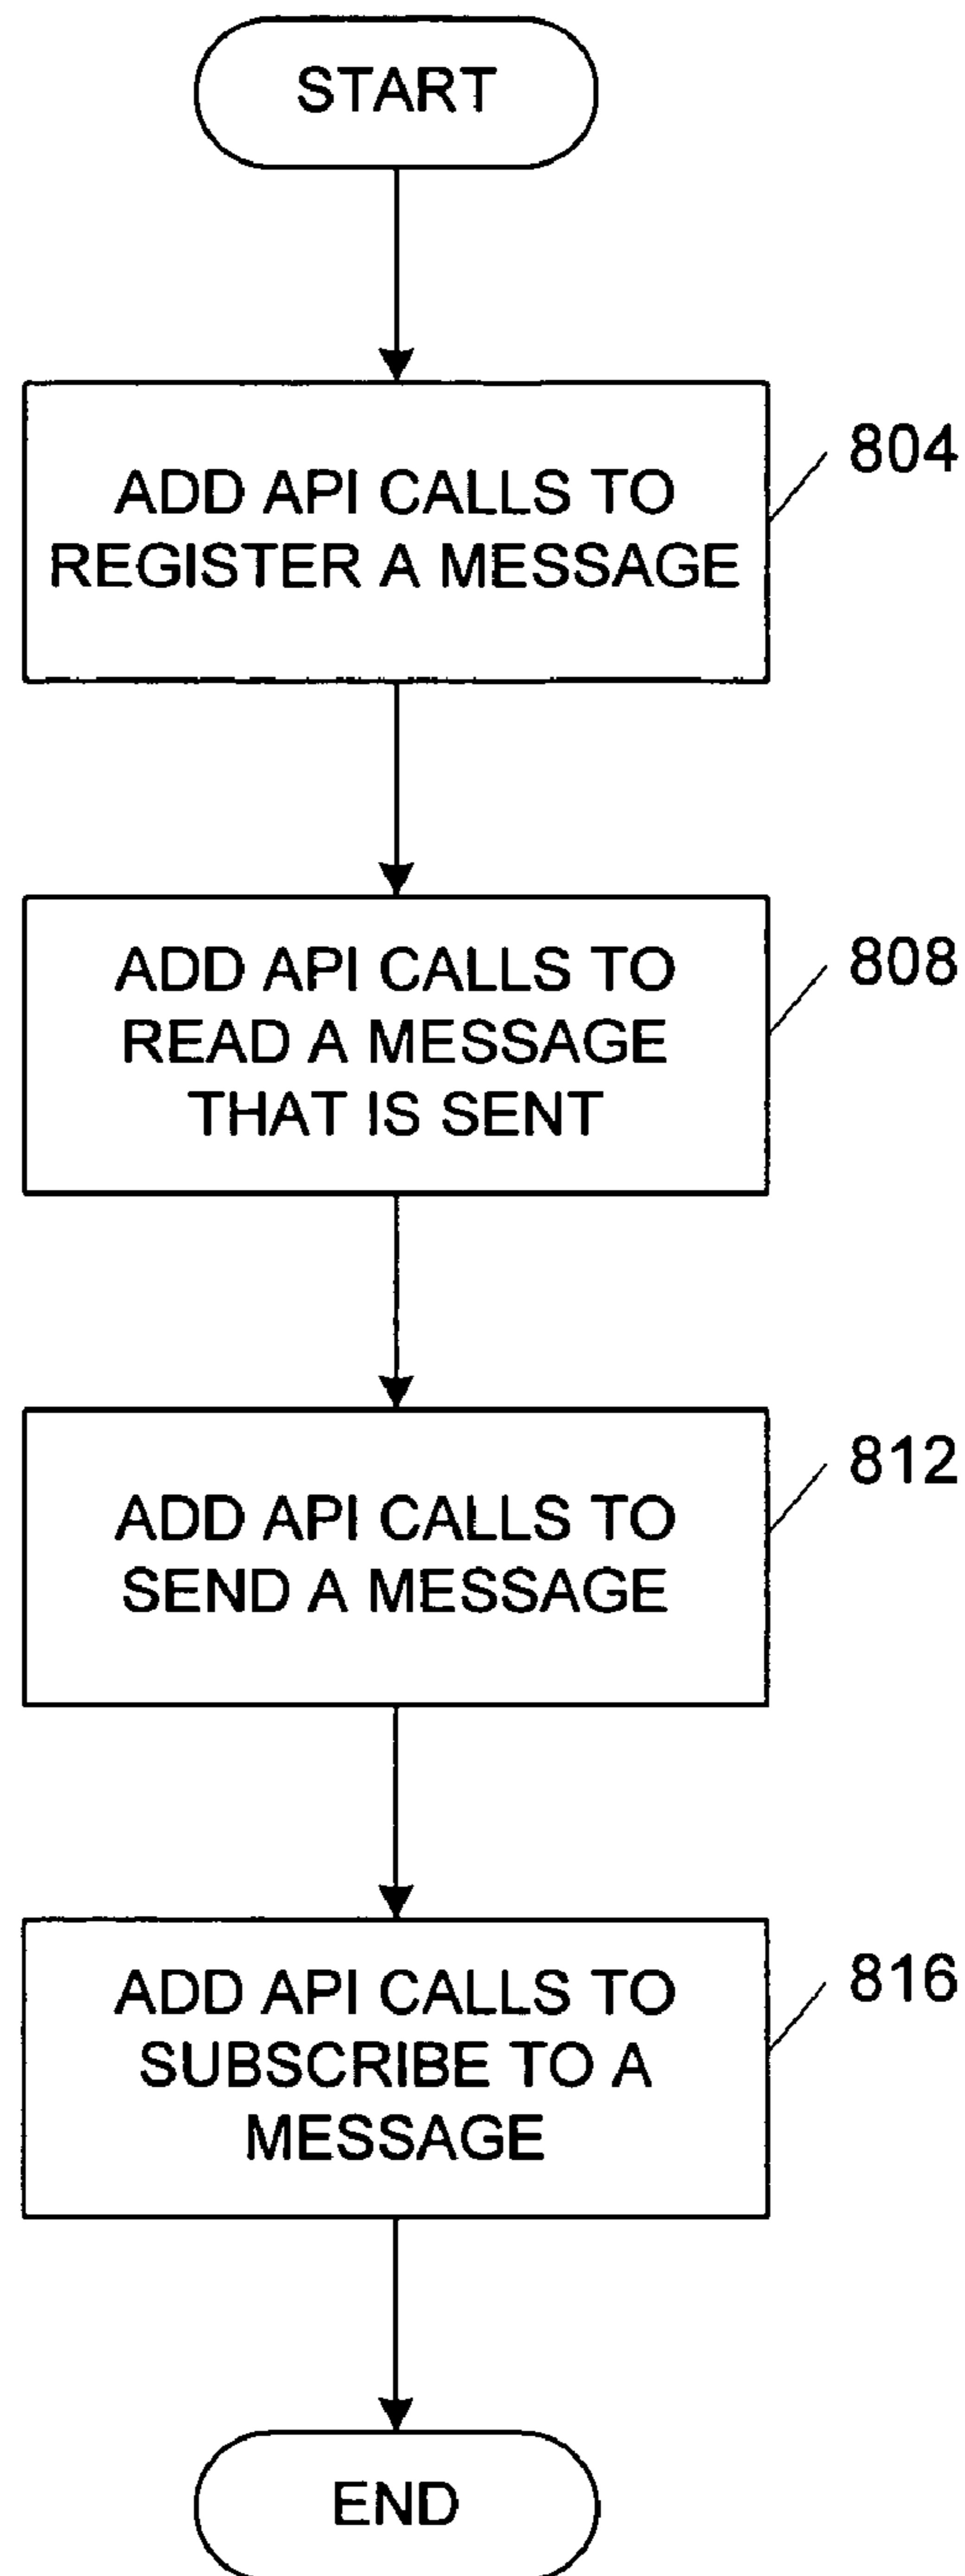 START
ADD API CALLS TO
REGISTER A MESSAGE
804
ADD API CALLS TO
READ A MESSAGE
THAT IS SENT
808
ADD API CALLS TO
SEND A MESSAGE
812
ADD API CALLS TO
SUBSCRIBE TO A
MESSAGE
816
END